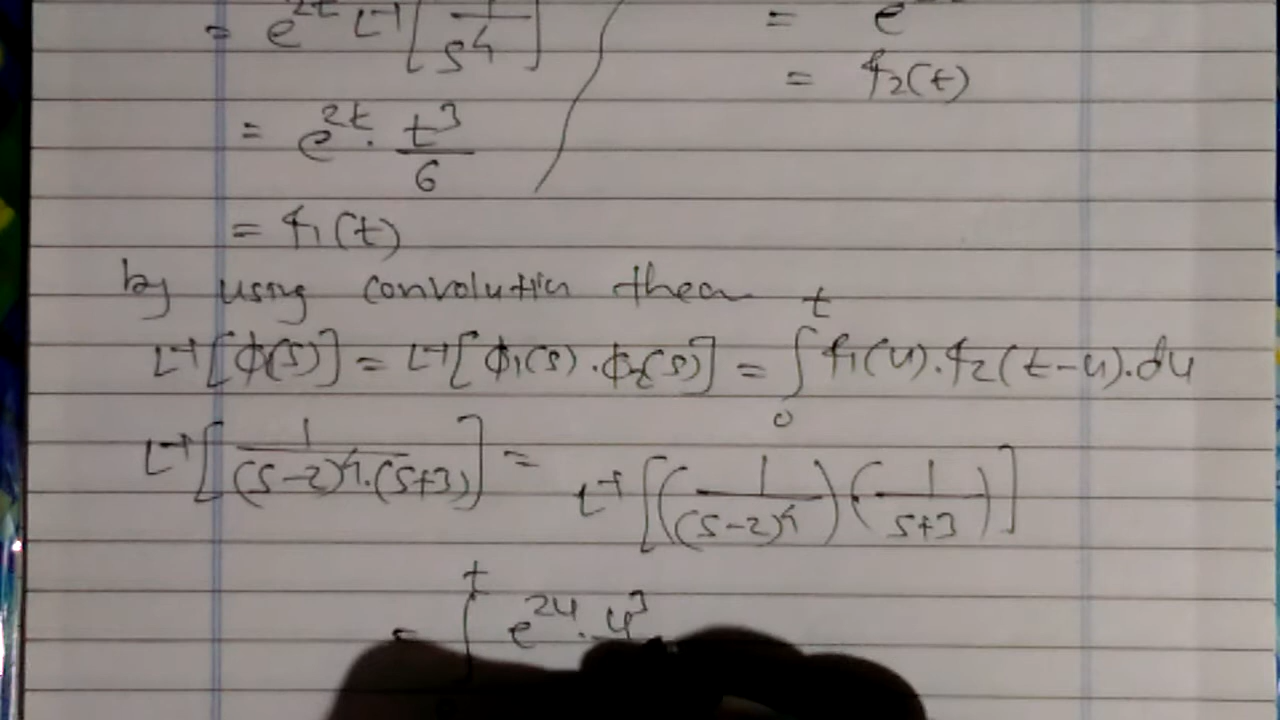 = e^{2t} L^{-1}[1/s^4]
= e
= f_2(t)
= e^{2t} · t^3/6
= f_1(t)
by using convolution theor
L^{-1}[φ(s)] = L^{-1}[φ_1(s) · φ_2(s)] = ∫_0^t f_1(u) · f_2(t-u) · du
L^{-1}[1/((s-2)^4 · (s+3))] = L^{-1}[(1/(s-2)^4)(1/(s+3))]
= ∫^t e^{2u} · u^3